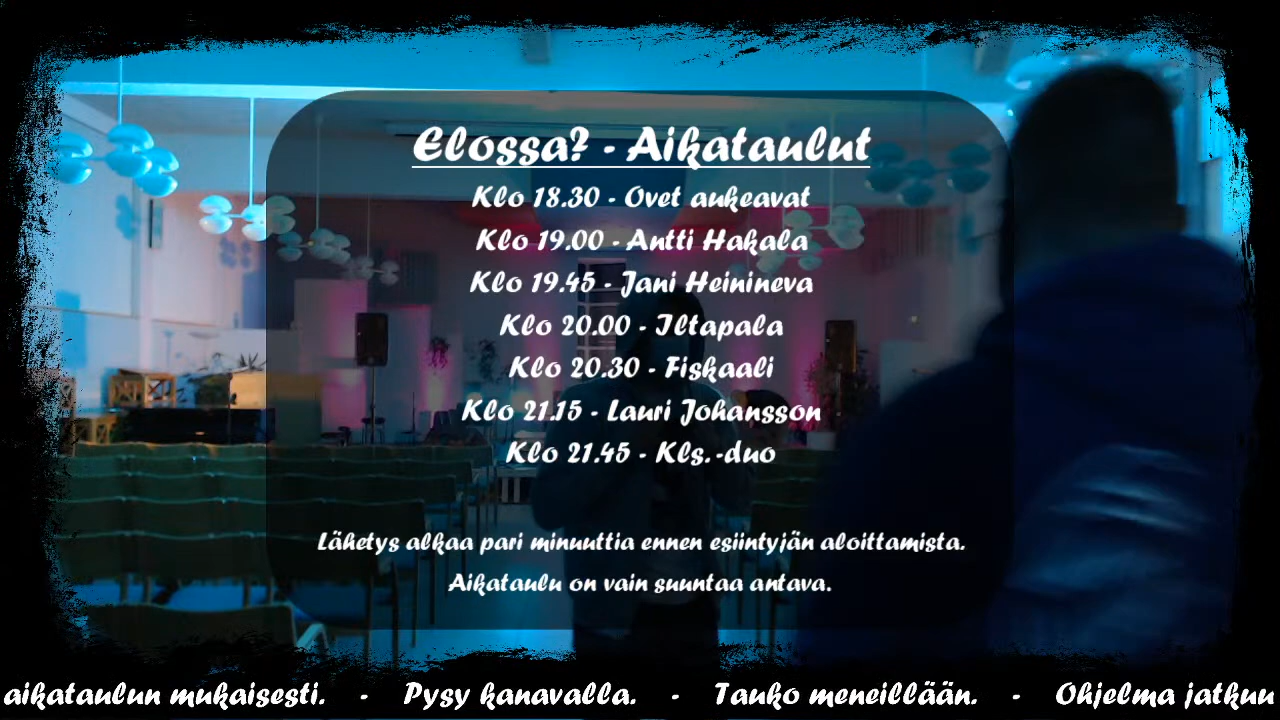 Elossa? - Aikataulut
Klo 18.30 - Ovet aukeavat
Klo 19.00 - Antti Hakala
Klo 19.45 - Jani Heinineva
Klo 20.00 - Iltapala
Klo 20.30 - Fiskaali
Klo 21.15 - Lauri Johansson
Klo 21.45 - Kls.-duo
Lähetys alkaa pari minuuttia ennen esiintyjän aloittamista.
Aikataulu on vain suuntaa antava.
aikataulun mukaisesti. - Pysy kanavalla. - Tauko meneillään. - Ohjelma jatkuu